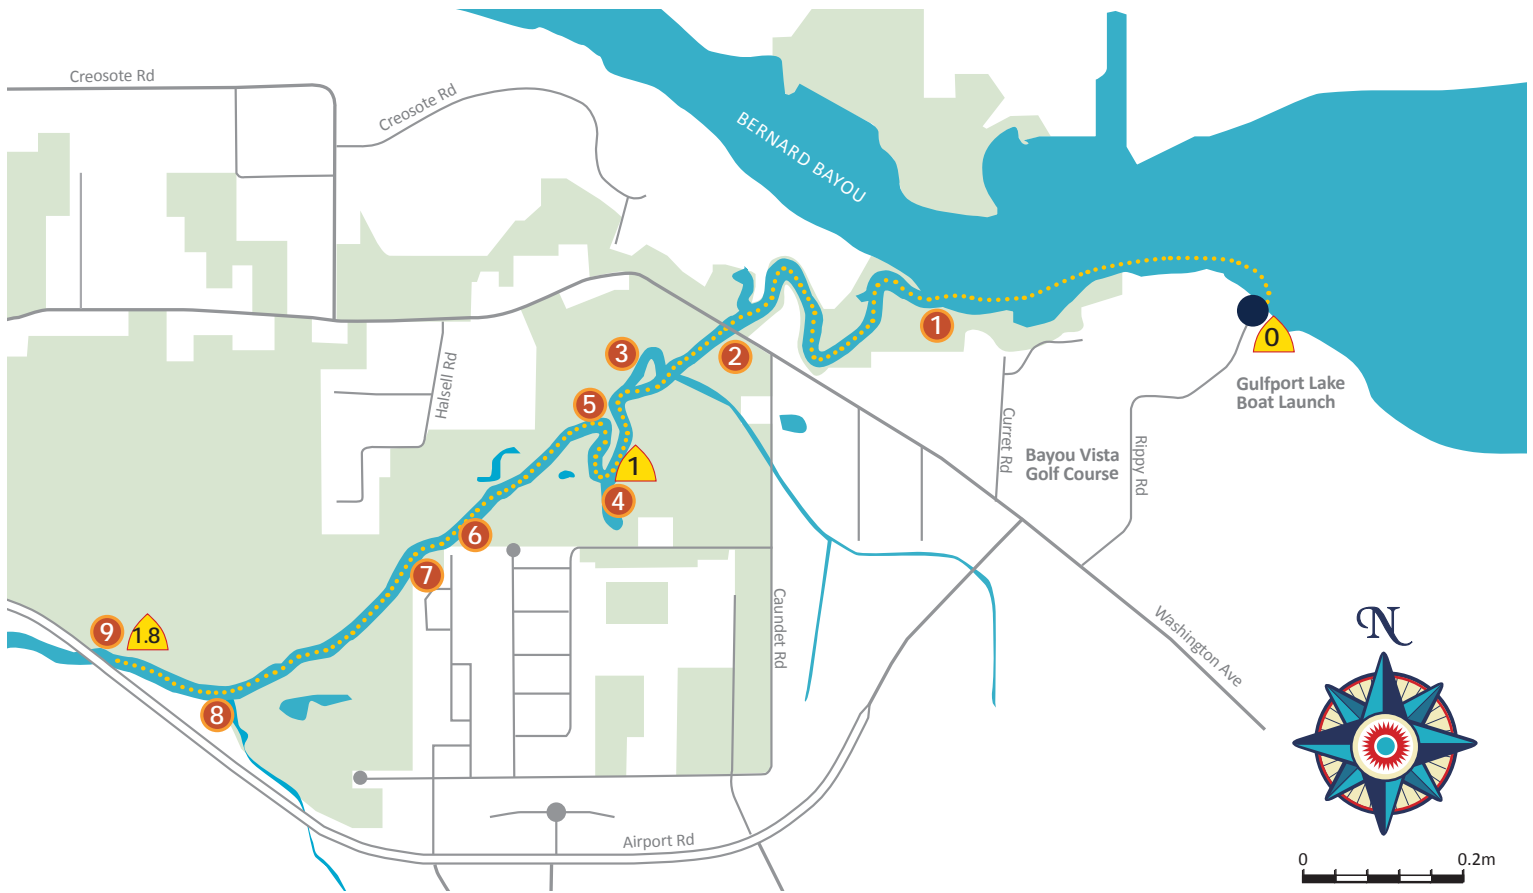 Creosote Rd
Creosote Rd
BERNARD BAYOU
3
2
1
0
Gulfport Lake
Boat Launch
5
Halsell Rd
1
4
Curret Rd
Bayou Vista
Golf Course
Rippy Rd
6
7
9
1.8
8
Caundet Rd
Washington Ave
N
Airport Rd
0
0.2m